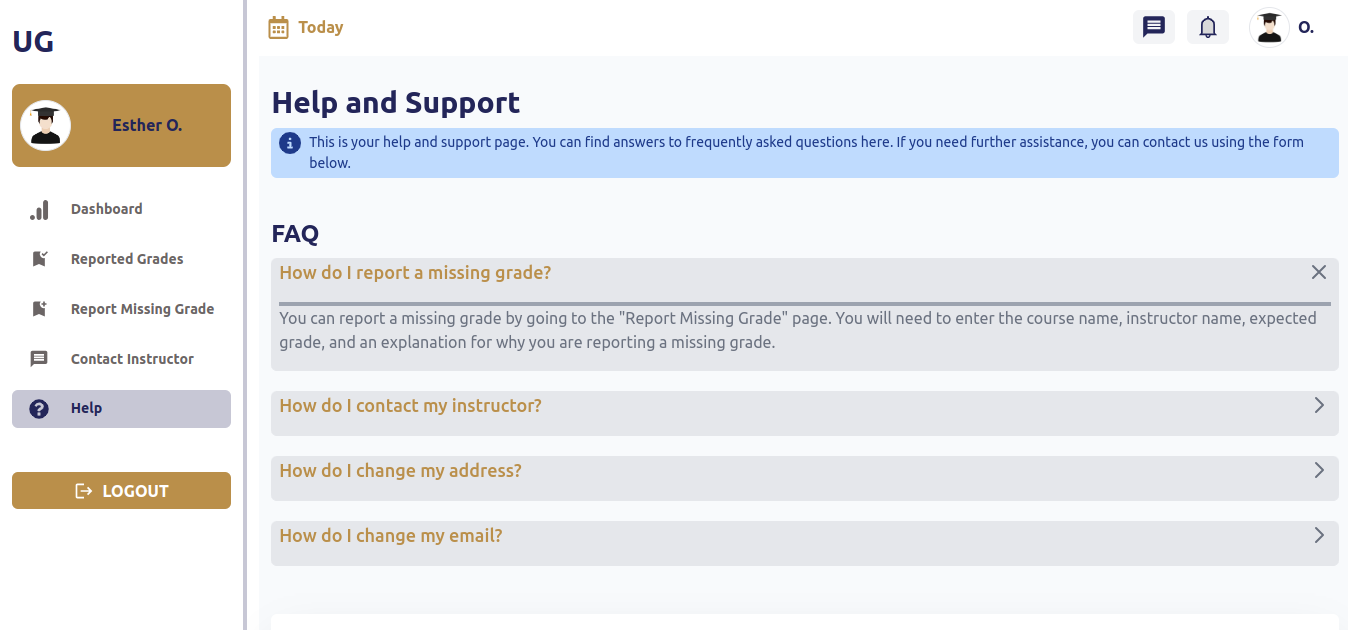 UG
Esther O.
Dashboard
Reported Grades
Report Missing Grade
Contact Instructor
Help
LOGOUT
Today
O.
Help and Support
This is your help and support page. You can find answers to frequently asked questions here. If you need further assistance, you can contact us using the form
below.
FAQ
How do I report a missing grade?
You can report a missing grade by going to the "Report Missing Grade" page. You will need to enter the course name, instructor name, expected
grade, and an explanation for why you are reporting a missing grade.
How do I contact my instructor?
How do I change my address?
How do I change my email?